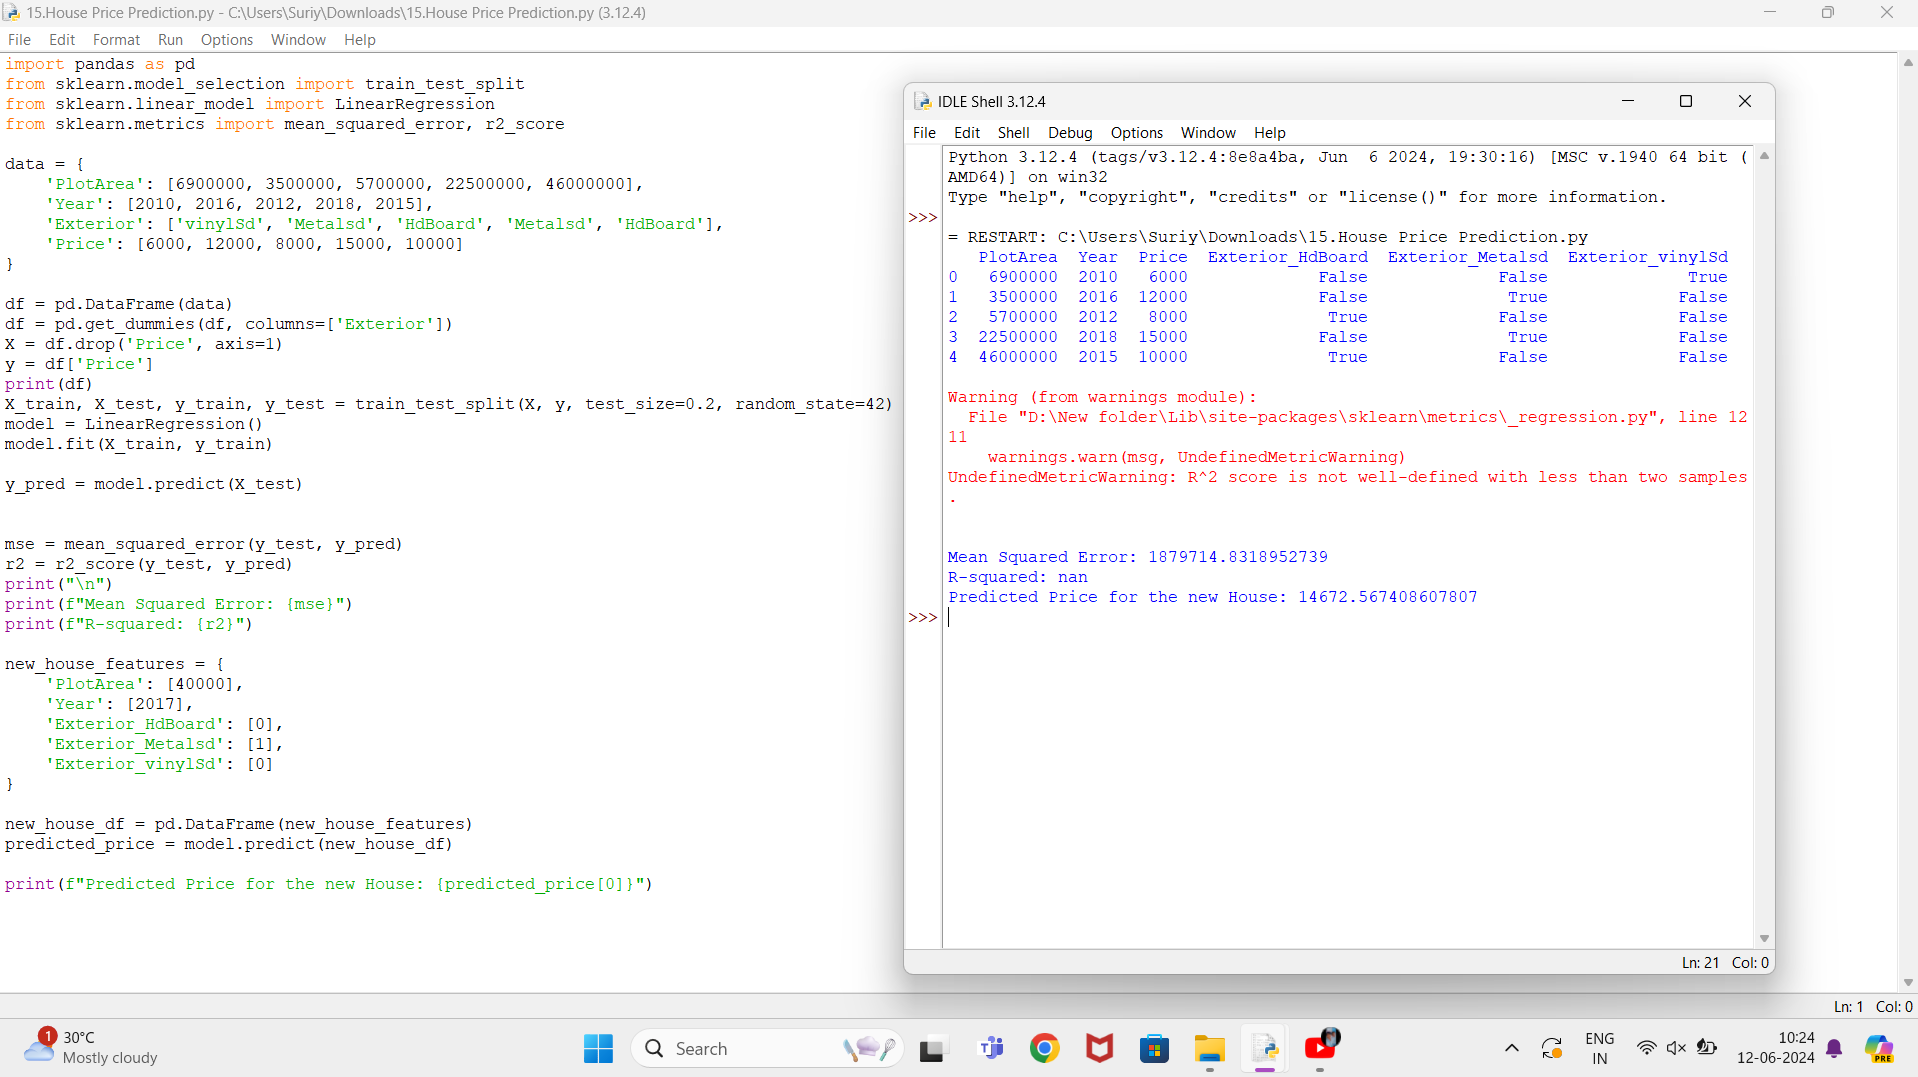 15.House Price Prediction.py - C:\Users\Suriy\Downloads\15.House Price Prediction.py (3.12.4)
File Edit Format Run Options Window Help
import pandas as pd
from sklearn.model_selection import train_test_split
from sklearn.linear_model import LinearRegression
from sklearn.metrics import mean_squared_error, r2_score
data = {
'PlotArea': [6900000, 3500000, 5700000, 22500000, 46000000],
'Year': [2010, 2016, 2012, 2018, 2015],
'Exterior': ['vinylSd', 'Metalsd', 'HdBoard', 'Metalsd', 'HdBoard'],
'Price': [6000, 12000, 8000, 15000, 10000]
}
df = pd.DataFrame(data)
df = pd.get_dummies(df, columns=['Exterior'])
X = df.drop('Price', axis=1)
y = df['Price']
print(df)
X_train, X_test, y_train, y_test = train_test_split(X, y, test_size=0.2, random_state=42)
model = LinearRegression()
model.fit(X_train, y_train)
y_pred = model.predict(X_test)
mse = mean_squared_error(y_test, y_pred)
r2 = r2_score(y_test, y_pred)
print("\n")
print(f"Mean Squared Error: {mse}")
print(f"R-squared: {r2}")
new_house_features = {
'PlotArea': [40000],
'Year': [2017],
'Exterior_HdBoard': [0],
'Exterior_Metalsd': [1],
'Exterior_vinylSd': [0]
}
new_house_df = pd.DataFrame(new_house_features)
predicted_price = model.predict(new_house_df)
print(f"Predicted Price for the new House: {predicted_price[0]}")
IDLE Shell 3.12.4
File Edit Shell Debug Options Window Help
Python 3.12.4 (tags/v3.12.4:8e8a4ba, Jun  6 2024, 19:30:16) [MSC v.1940 64 bit (
AMD64)] on win32
Type "help", "copyright", "credits" or "license()" for more information.
>>>
= RESTART: C:\Users\Suriy\Downloads\15.House Price Prediction.py
PlotArea Year Price Exterior_HdBoard Exterior_Metalsd Exterior_vinylSd
0 6900000 2010 6000 False False True
1 3500000 2016 12000 False True False
2 5700000 2012 8000 True False False
3 22500000 2018 15000 False True False
4 46000000 2015 10000 True False False
Warning (from warnings module):
File "D:\New folder\Lib\site-packages\sklearn\metrics\_regression.py", line 12
11
warnings.warn(msg, UndefinedMetricWarning)
UndefinedMetricWarning: R^2 score is not well-defined with less than two samples
.
Mean Squared Error: 1879714.8318952739
R-squared: nan
Predicted Price for the new House: 14672.567408607807
>>>
Ln: 21 Col: 0
Ln: 1 Col: 0
1
30°C
Mostly cloudy
Search
PRE
ENG
IN
10:24
12-06-2024